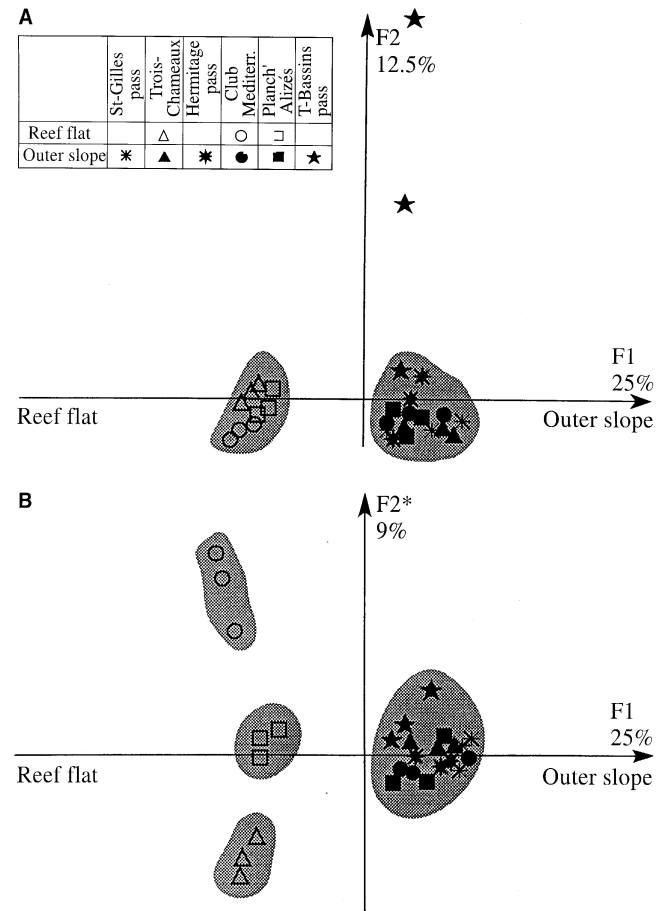 A
F2
12.5%
St-Gilles
pass
Trois-
Chameaux
Hermitage
pass
Club
Mediterr.
Planch'
Alizés
T-Bassins
pass
Reef flat
Outer slope
F1
25%
Reef flat
Outer slope
B
F2*
9%
F1
25%
Reef flat
Outer slope